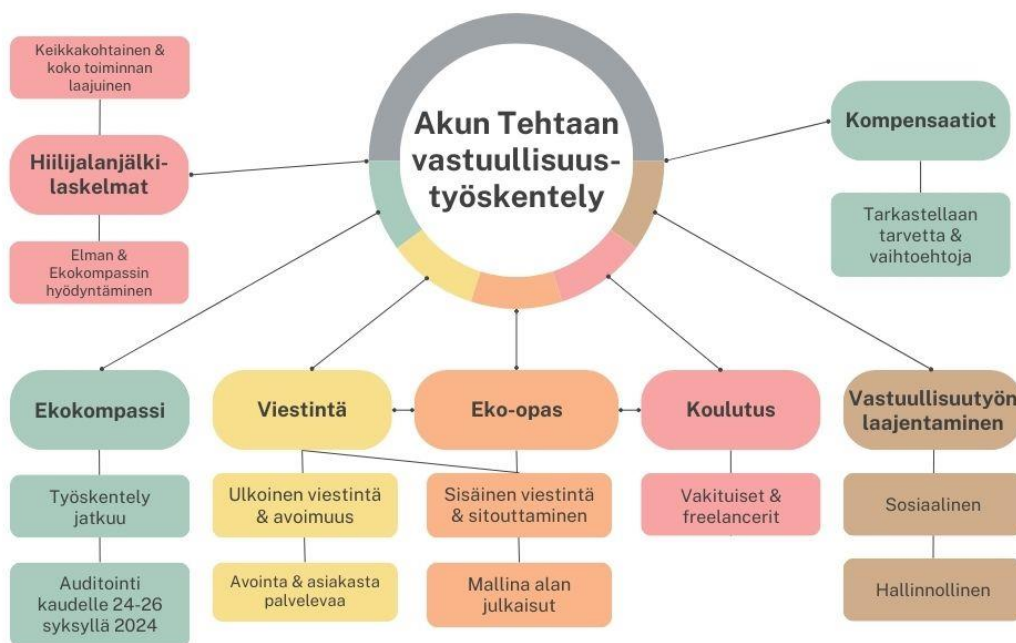 Akun Tehtaan
vastuullisuus-
työskentely
Keikkakohtainen &
koko toiminnan
laajuinen
Hiilijalanjälki-
laskelmat
Elman &
Ekokompassin
hyödyntäminen
Kompensaatiot
Tarkastellaan
tarvetta &
vaihtoehtoja
Ekokompassi
Työskentely
jatkuu
Auditointi
kaudelle 24-26
syksyllä 2024
Viestintä
Ulkoinen viestintä
& avoimuus
Avointa & asiakasta
palvelevaa
Eko-opas
Sisäinen viestintä
& sitouttaminen
Mallina alan
julkaisut
Koulutus
Vakituiset &
freelancerit
Vastuullisuutyön
laajentaminen
Sosiaalinen
Hallinnollinen